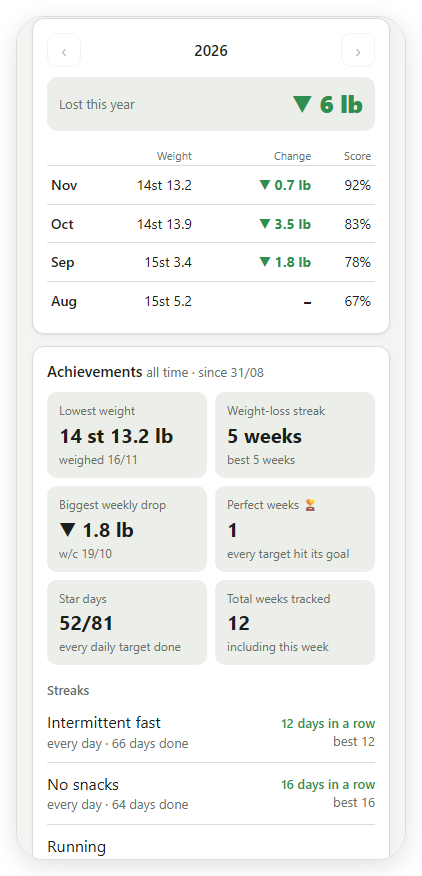 ‹ 2026 ›
Lost this year ▼ 6 lb
Weight Change Score
Nov 14st 13.2 ▼ 0.7 lb 92%
Oct 14st 13.9 ▼ 3.5 lb 83%
Sep 15st 3.4 ▼ 1.8 lb 78%
Aug 15st 5.2 – 67%
Achievements all time · since 31/08
Lowest weight
14 st 13.2 lb
weighed 16/11
Weight-loss streak
5 weeks
best 5 weeks
Biggest weekly drop
▼ 1.8 lb
w/c 19/10
Perfect weeks 🏆
1
every target hit its goal
Star days
52/81
every daily target done
Total weeks tracked
12
including this week
Streaks
Intermittent fast 12 days in a row
every day · 66 days done best 12
No snacks 16 days in a row
every day · 64 days done best 16
Running